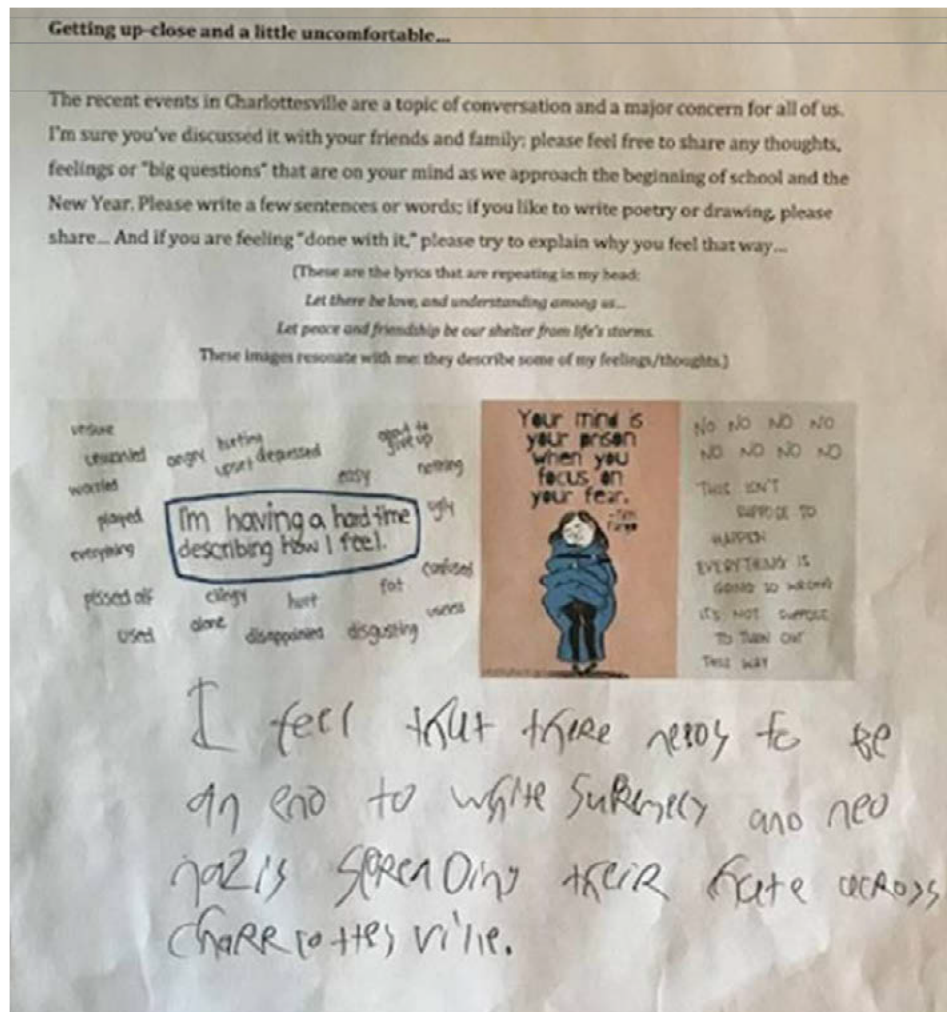 Getting up-close and a little uncomfortable...
The recent events in Charlottesville are a topic of conversation and a major concern for all of us.
I'm sure you've discussed it with your friends and family; please feel free to share any thoughts,
feelings or "big questions" that are on your mind as we approach the beginning of school and the
New Year. Please write a few sentences or words; if you like to write poetry or drawing, please
share... And if you are feeling "done with it," please try to explain why you feel that way...
(These are the lyrics that are repeating in my head:
Let there be love, and understanding among us...
Let peace and friendship be our shelter from life's storms.
These images resonate with me: they describe some of my feelings/thoughts.)
worried
angry
hurting
upset depressed
good to
give up
easy
nothing
played
everything
I'm having a hard time
describing how I feel.
ugly
confused
pissed off
clingy
hurt
fat
used
alone
disappointed
disgusting
Your mind is
your prison
when you
focus on
your fear.
NO NO NO NO
NO NO NO NO
THIS ISN'T
SUPPOSE TO
HAPPEN
EVERYTHING IS
GOING SO WRONG
IT'S NOT SUPPOSE
TO TURN OUT
THIS WAY
I feel that there needs to be
an end to white supremecy and neo
nazis spreading their hate across
charrlottesville.